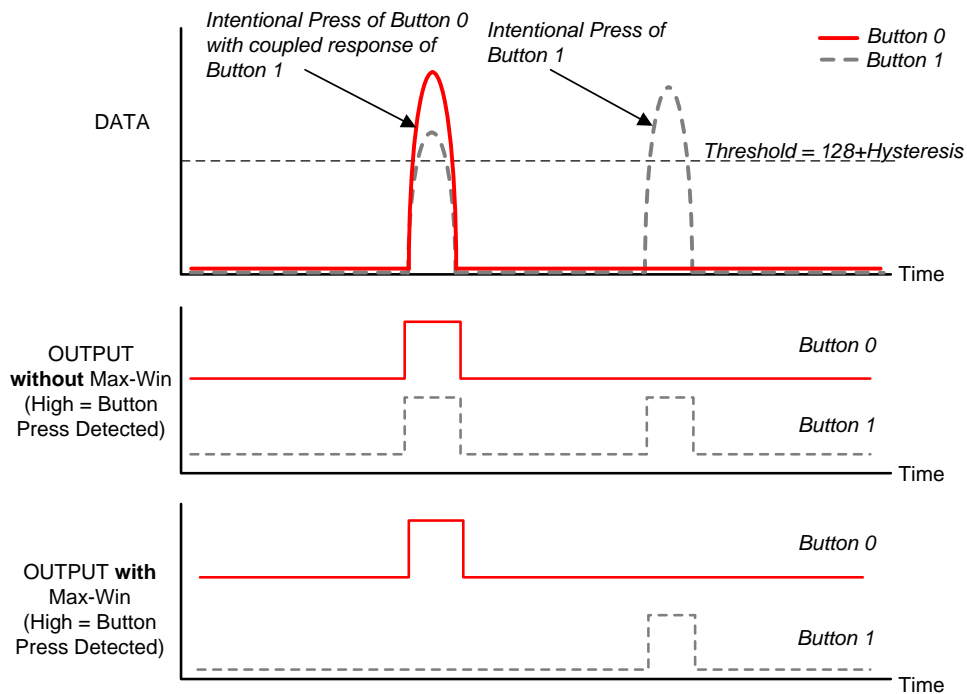 Intentional Press of Button 0
with coupled response of
Button 1
Intentional Press of
Button 1
Button 0
Button 1
DATA
Threshold = 128+Hysteresis
Time
OUTPUT
without Max-Win
(High = Button
Press Detected)
Button 0
Button 1
Time
OUTPUT with
Max-Win
(High = Button
Press Detected)
Button 0
Button 1
Time